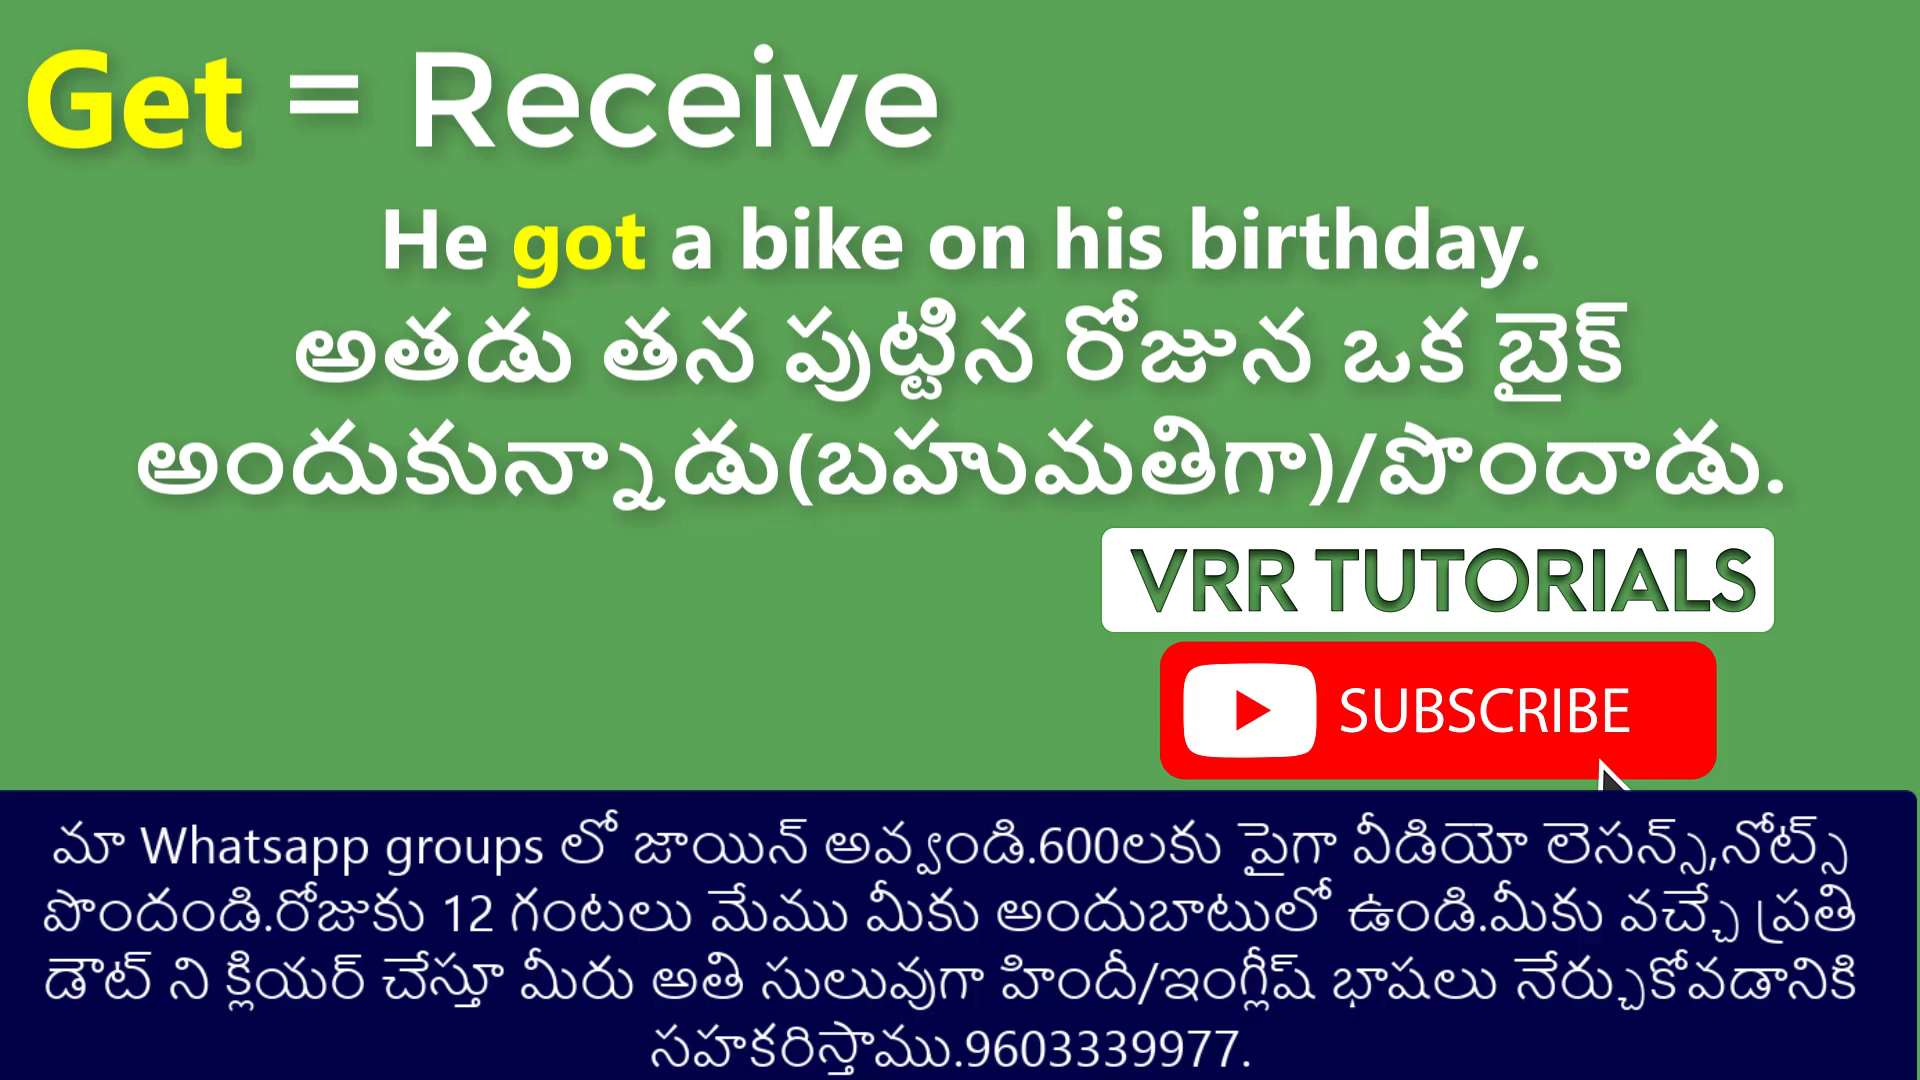 Get = Receive
He got a bike on his birthday.
అతడు తన పుట్టిన రోజున ఒక బైక్
అందుకున్నాడు(బహుమతిగా)/పొందాడు.
VRR TUTORIALS
SUBSCRIBE
మా Whatsapp groups లో జాయిన్ అవ్వండి.600లకు పైగా వీడియో లెసన్స్,నోట్స్
పొందండి.రోజుకు 12 గంటలు మేము మీకు అందుబాటులో ఉండి.మీకు వచ్చే ప్రతి
డౌట్ ని క్లియర్ చేస్తూ మీరు అతి సులువుగా హిందీ/ఇంగ్లీష్ భాషలు నేర్చుకోవడానికి
సహకరిస్తాము.9603339977.